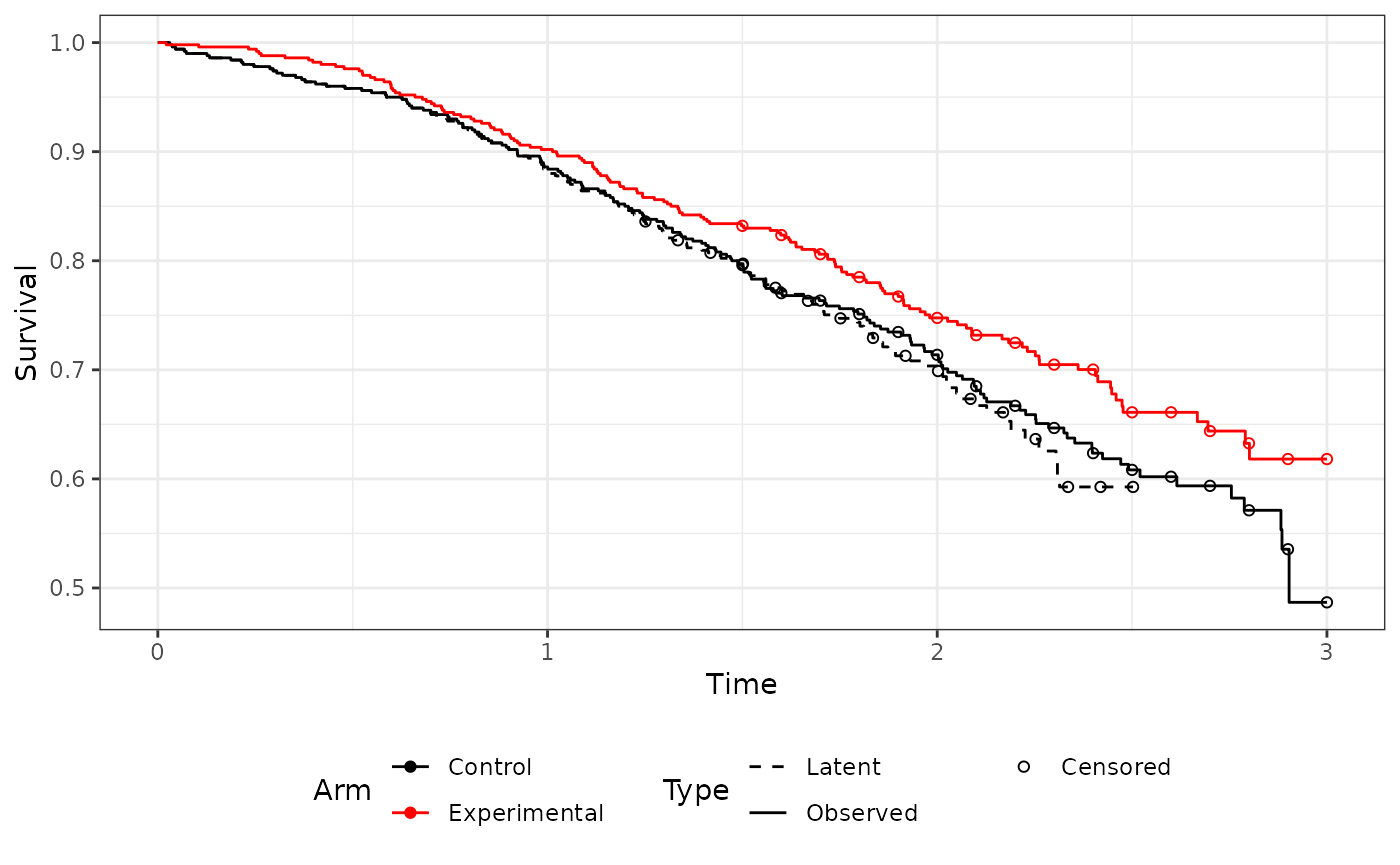 1.0
0.9
0.8
0.7
0.6
0.5
Survival
0 1 2 3
Time
Arm Control Type Latent Censored
Experimental Observed